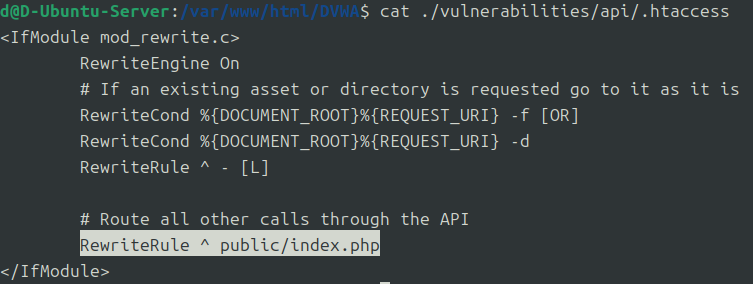 d@D-Ubuntu-Server:/var/www/html/DVWA$ cat ./vulnerabilities/api/.htaccess
<IfModule mod_rewrite.c>
        RewriteEngine On
        # If an existing asset or directory is requested go to it as it is
        RewriteCond %{DOCUMENT_ROOT}%{REQUEST_URI} -f [OR]
        RewriteCond %{DOCUMENT_ROOT}%{REQUEST_URI} -d
        RewriteRule ^ - [L]

        # Route all other calls through the API
        RewriteRule ^ public/index.php
</IfModule>